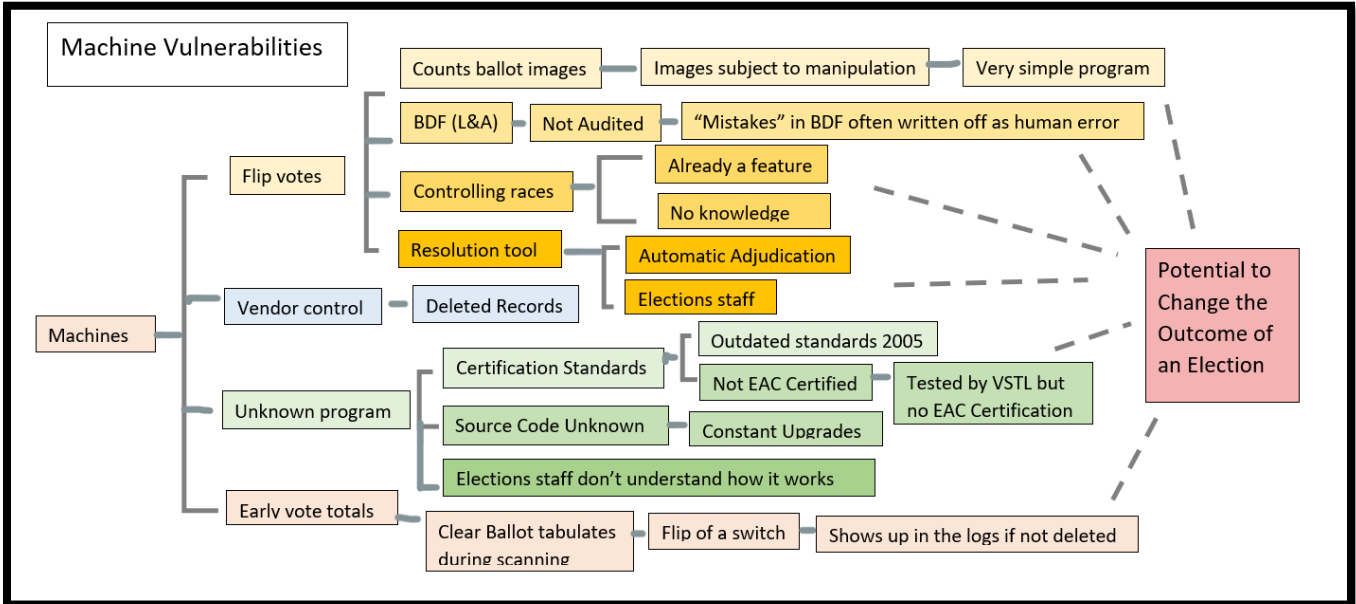 Machine Vulnerabilities
Counts ballot images
Images subject to manipulation
Very simple program
BDF (L&A)
Not Audited
“Mistakes” in BDF often written off as human error
Flip votes
Already a feature
Controlling races
No knowledge
Resolution tool
Automatic Adjudication
Elections staff
Vendor control
Deleted Records
Machines
Potential to
Change the
Outcome of
an Election
Outdated standards 2005
Certification Standards
Not EAC Certified
Tested by VSTL but
no EAC Certification
Unknown program
Source Code Unknown
Constant Upgrades
Elections staff don’t understand how it works
Early vote totals
Clear Ballot tabulates
during scanning
Flip of a switch
Shows up in the logs if not deleted